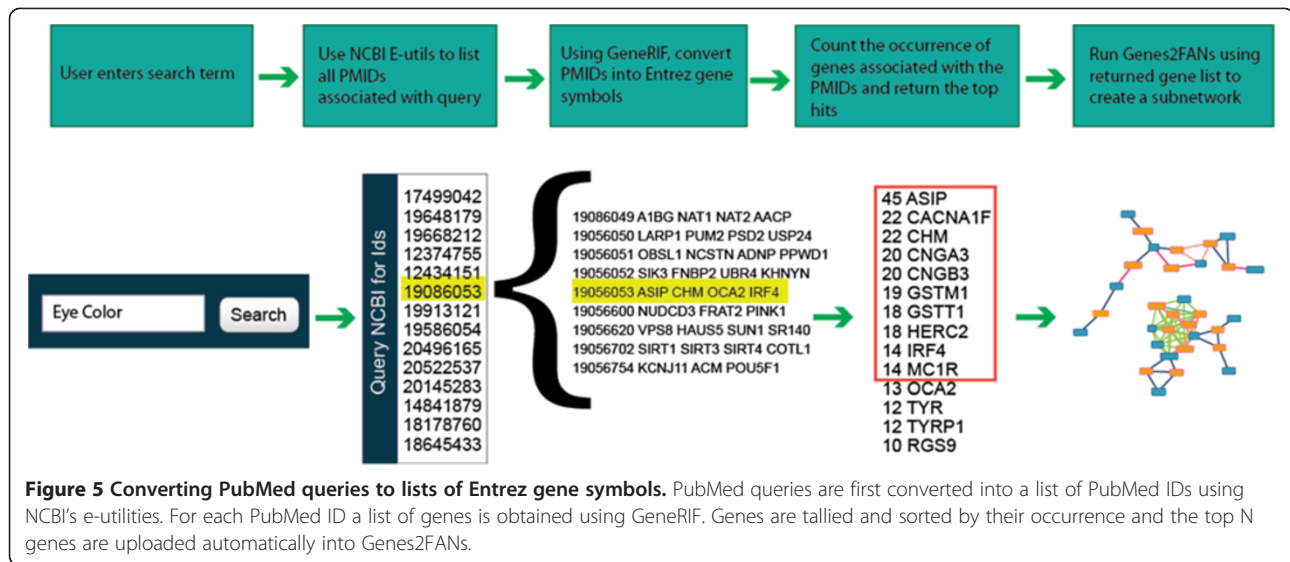 User enters search term
Use NCBI E-utils to list
all PMIDs
associated with query
Using GeneRIF, convert
PMIDs into Entrez gene
symbols
Count the occurrence of
genes associated with the
PMIDs and return the top
hits
Run Genes2FANs using
returned gene list to
create a subnetwork
Eye Color
Search
Query NCBI for Ids
17499042
19648179
19668212
12374755
12434151
19086053
19913121
19586054
20496165
20522537
20145283
14841879
18178760
18645433
19086049 A1BG NAT1 NAT2 AACP
19056050 LARP1 PUM2 PSD2 USP24
19056051 OBSL1 NCSTN ADNP PPWD1
19056052 SIK3 FNBP2 UBR4 KHNYN
19056053 ASIP CHM OCA2 IRF4
19056600 NUDCD3 FRAT2 PINK1
19056620 VPS8 HAUS5 SUN1 SR140
19056702 SIRT1 SIRT3 SIRT4 COTL1
19056754 KCNJ11 ACM POU5F1
45 ASIP
22 CACNA1F
22 CHM
20 CNGA3
20 CNGB3
19 GSTM1
18 GSTT1
18 HERC2
14 IRF4
14 MC1R
13 OCA2
12 TYR
12 TYRP1
10 RGS9
Figure 5 Converting PubMed queries to lists of Entrez gene symbols. PubMed queries are first converted into a list of PubMed IDs using
NCBI's e-utilities. For each PubMed ID a list of genes is obtained using GeneRIF. Genes are tallied and sorted by their occurrence and the top N
genes are uploaded automatically into Genes2FANs.